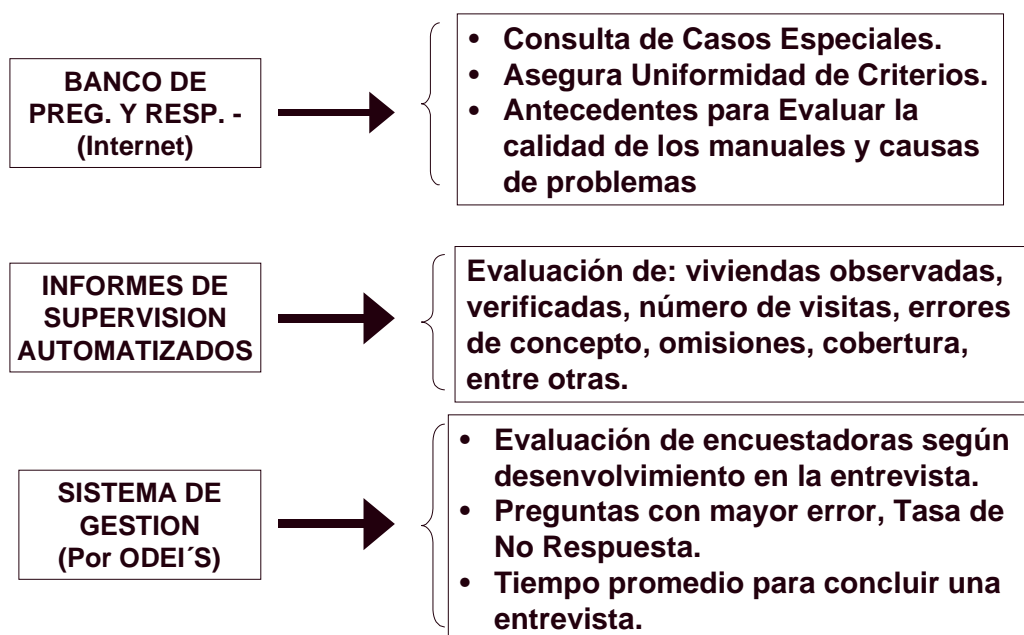 BANCO DE
PREG. Y RESP. -
(Internet)
• Consulta de Casos Especiales.
• Asegura Uniformidad de Criterios.
• Antecedentes para Evaluar la
calidad de los manuales y causas
de problemas
INFORMES DE
SUPERVISION
AUTOMATIZADOS
Evaluación de: viviendas observadas,
verificadas, número de visitas, errores
de concepto, omisiones, cobertura,
entre otras.
SISTEMA DE
GESTION
(Por ODEI´S)
• Evaluación de encuestadoras según
desenvolvimiento en la entrevista.
• Preguntas con mayor error, Tasa de
No Respuesta.
• Tiempo promedio para concluir una
entrevista.